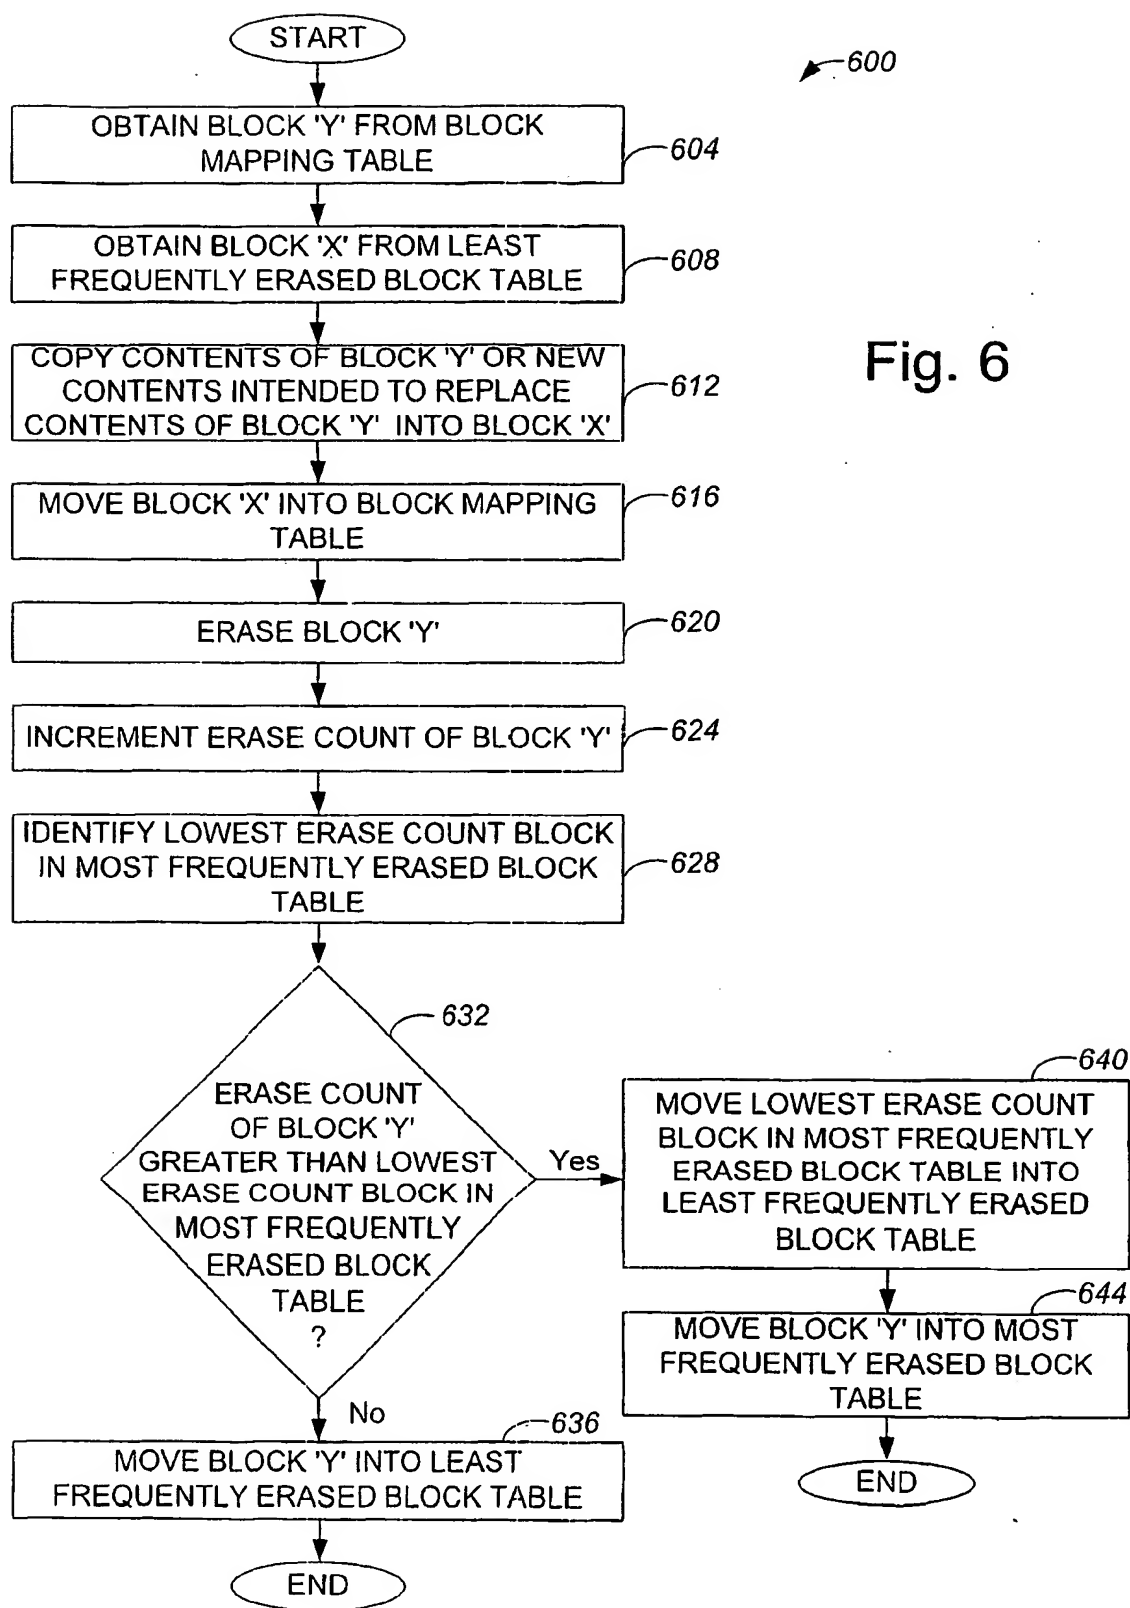 START
600
OBTAIN BLOCK 'Y' FROM BLOCK
MAPPING TABLE
604
OBTAIN BLOCK 'X' FROM LEAST
FREQUENTLY ERASED BLOCK TABLE
608
Fig. 6
COPY CONTENTS OF BLOCK 'Y' OR NEW
CONTENTS INTENDED TO REPLACE
CONTENTS OF BLOCK 'Y' INTO BLOCK 'X'
612
MOVE BLOCK 'X' INTO BLOCK MAPPING
TABLE
616
ERASE BLOCK 'Y'
620
INCREMENT ERASE COUNT OF BLOCK 'Y'
624
IDENTIFY LOWEST ERASE COUNT BLOCK
IN MOST FREQUENTLY ERASED BLOCK
TABLE
628
632
ERASE COUNT
OF BLOCK 'Y'
GREATER THAN LOWEST
ERASE COUNT BLOCK IN
MOST FREQUENTLY
ERASED BLOCK
TABLE
?
Yes
640
MOVE LOWEST ERASE COUNT
BLOCK IN MOST FREQUENTLY
ERASED BLOCK TABLE INTO
LEAST FREQUENTLY ERASED
BLOCK TABLE
644
MOVE BLOCK 'Y' INTO MOST
FREQUENTLY ERASED BLOCK
TABLE
END
No
636
MOVE BLOCK 'Y' INTO LEAST
FREQUENTLY ERASED BLOCK TABLE
END